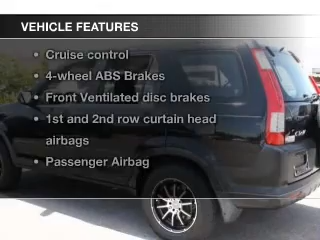 VEHICLE FEATURES
• Cruise control
• 4-wheel ABS Brakes
• Front Ventilated disc brakes
• 1st and 2nd row curtain head
airbags
• Passenger Airbag